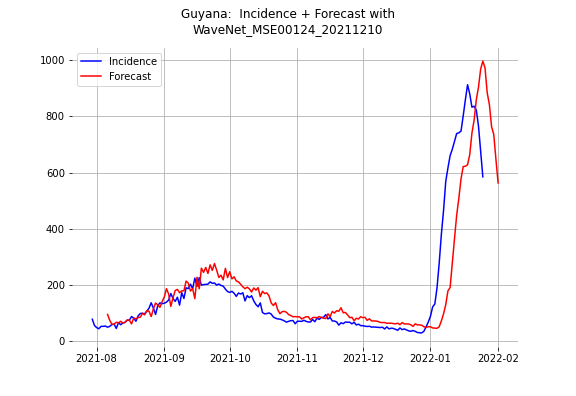 Guyana:  Incidence + Forecast with
WaveNet_MSE00124_20211210
Incidence
Forecast
1000
800
600
400
200
0
2021-08 2021-09 2021-10 2021-11 2021-12 2022-01 2022-02